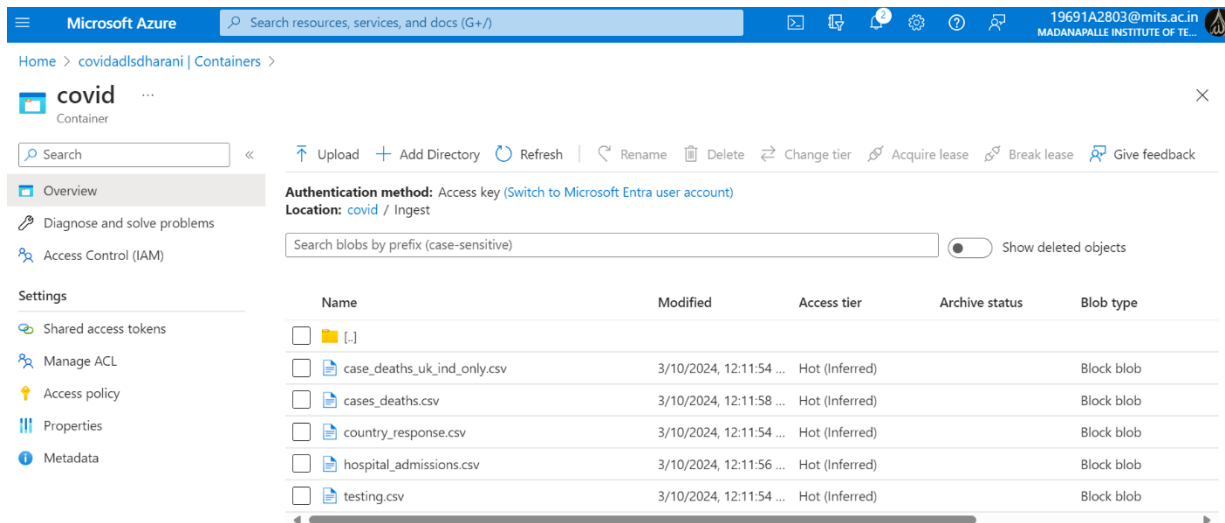 Microsoft Azure
Search resources, services, and docs (G+/)
2
19691A2803@mits.ac.in
MADANAPALLE INSTITUTE OF TE...
Home > covidadlsdharani | Containers >
covid ...
Container
Search «
Upload + Add Directory Refresh | Rename Delete Change tier Acquire lease Break lease Give feedback
Overview
Diagnose and solve problems
Access Control (IAM)
Settings
Shared access tokens
Manage ACL
Access policy
Properties
Metadata
Authentication method: Access key (Switch to Microsoft Entra user account)
Location: covid / Ingest
Search blobs by prefix (case-sensitive)
Show deleted objects
Name Modified Access tier Archive status Blob type
[..]
case_deaths_uk_ind_only.csv 3/10/2024, 12:11:54 ... Hot (Inferred) Block blob
cases_deaths.csv 3/10/2024, 12:11:58 ... Hot (Inferred) Block blob
country_response.csv 3/10/2024, 12:11:54 ... Hot (Inferred) Block blob
hospital_admissions.csv 3/10/2024, 12:11:56 ... Hot (Inferred) Block blob
testing.csv 3/10/2024, 12:11:54 ... Hot (Inferred) Block blob